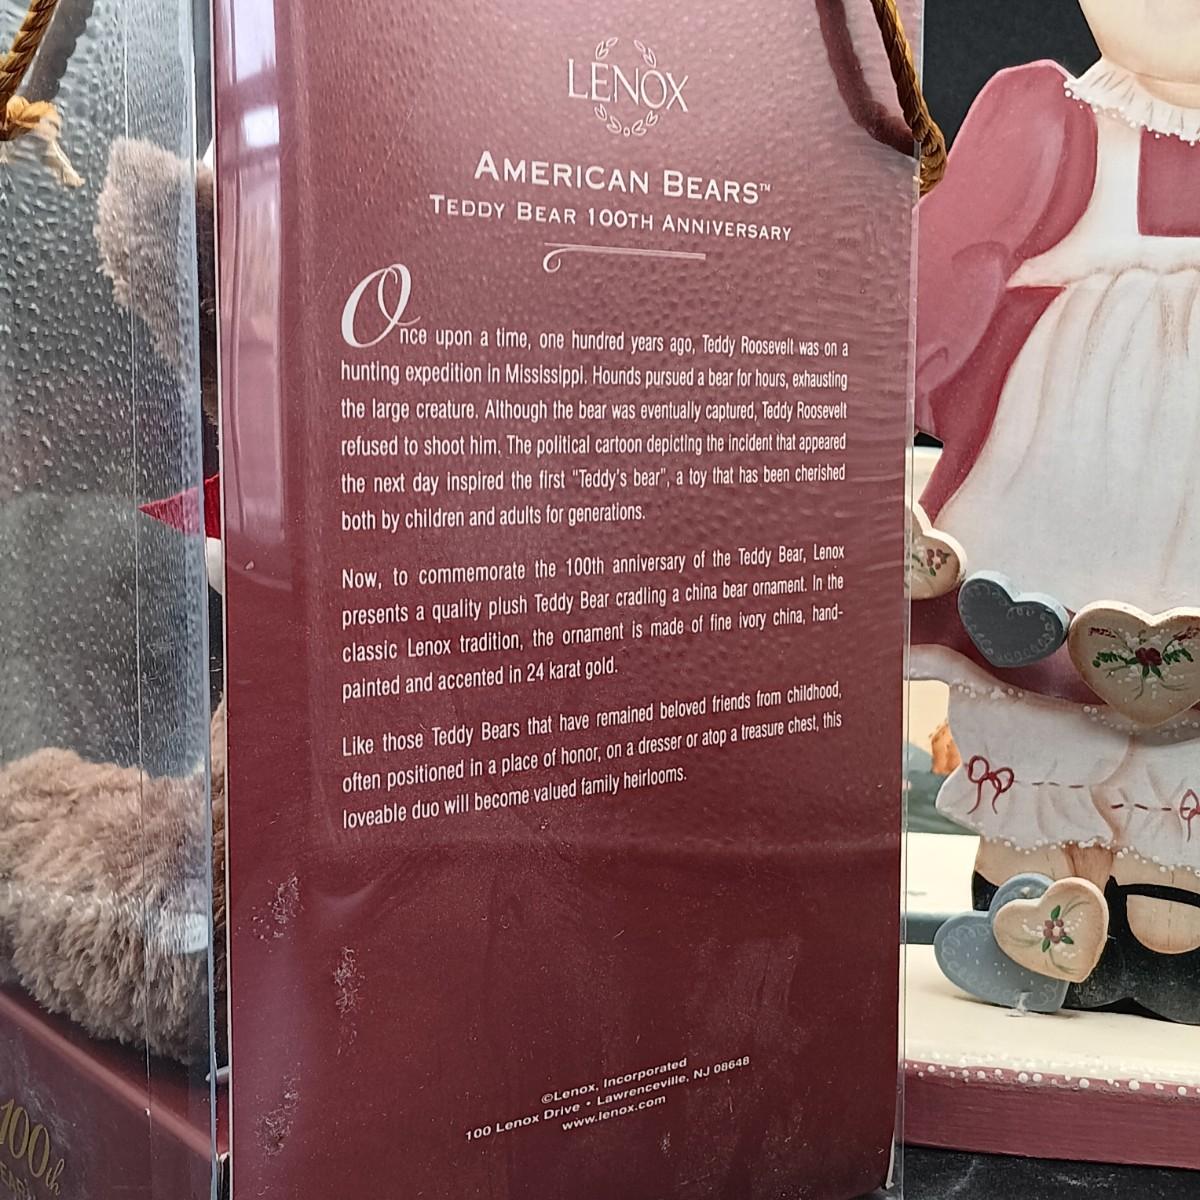 LENOX
AMERICAN BEARS™
TEDDY BEAR 100TH ANNIVERSARY
Once upon a time, one hundred years ago, Teddy Roosevelt was on a
hunting expedition in Mississippi. Hounds pursued a bear for hours, exhausting
the large creature. Although the bear was eventually captured, Teddy Roosevelt
refused to shoot him. The political cartoon depicting the incident that appeared
the next day inspired the first "Teddy's bear", a toy that has been cherished
both by children and adults for generations.
Now, to commemorate the 100th anniversary of the Teddy Bear, Lenox
presents a quality plush Teddy Bear cradling a china bear ornament. In the
classic Lenox tradition, the ornament is made of fine ivory china, hand-
painted and accented in 24 karat gold.
Like those Teddy Bears that have remained beloved friends from childhood,
often positioned in a place of honor, on a dresser or atop a treasure chest, this
loveable duo will become valued family heirlooms.
©Lenox, Incorporated
100 Lenox Drive • Lawrenceville, NJ 08648
www.lenox.com
100th